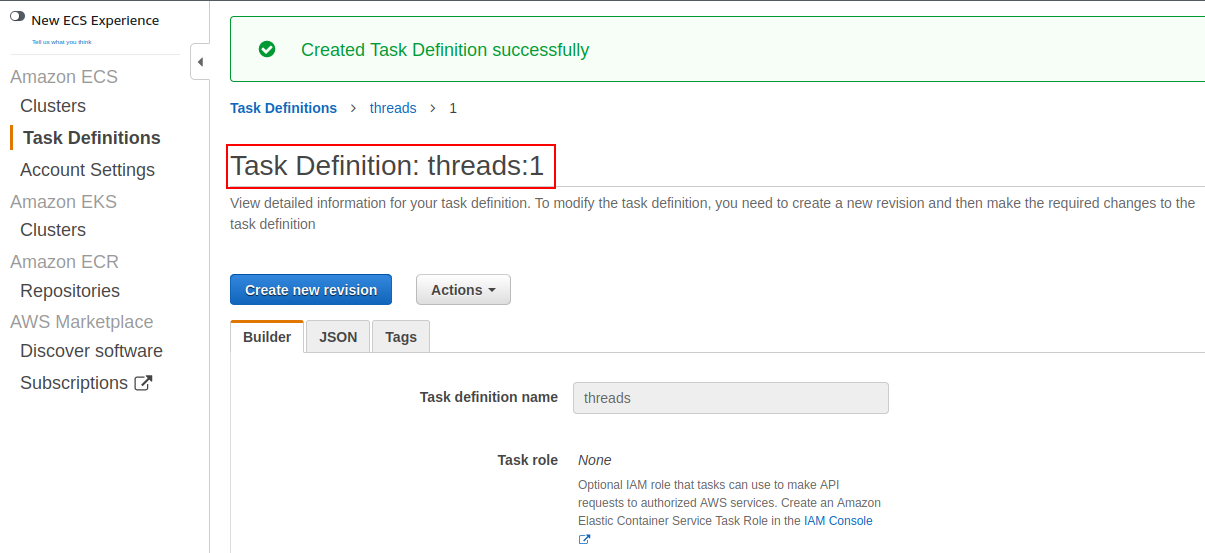 New ECS Experience
Tell us what you think
Amazon ECS
Clusters
Task Definitions
Account Settings
Amazon EKS
Clusters
Amazon ECR
Repositories
AWS Marketplace
Discover software
Subscriptions
Created Task Definition successfully
Task Definitions > threads > 1
Task Definition: threads:1
View detailed information for your task definition. To modify the task definition, you need to create a new revision and then make the required changes to the
task definition
Create new revision Actions
Builder JSON Tags
Task definition name threads
Task role None
Optional IAM role that tasks can use to make API
requests to authorized AWS services. Create an Amazon
Elastic Container Service Task Role in the IAM Console